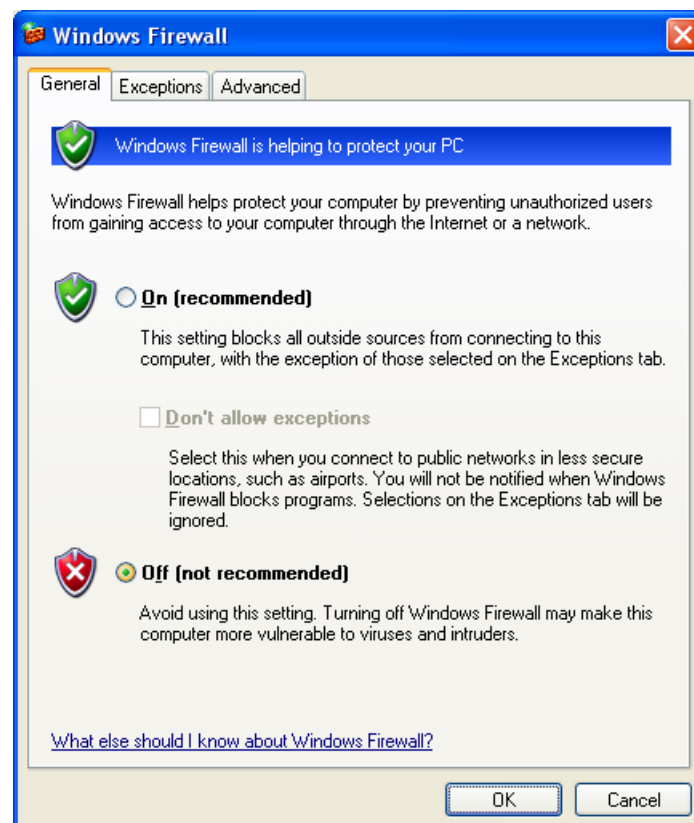 Windows Firewall
General
Exceptions
Advanced
Windows Firewall is helping to protect your PC
Windows Firewall helps protect your computer by preventing unauthorized users
from gaining access to your computer through the Internet or a network.
On (recommended)
This setting blocks all outside sources from connecting to this
computer, with the exception of those selected on the Exceptions tab.
Don't allow exceptions
Select this when you connect to public networks in less secure
locations, such as airports. You will not be notified when Windows
Firewall blocks programs. Selections on the Exceptions tab will be
ignored.
Off (not recommended)
Avoid using this setting. Turning off Windows Firewall may make this
computer more vulnerable to viruses and intruders.
What else should I know about Windows Firewall?
OK
Cancel